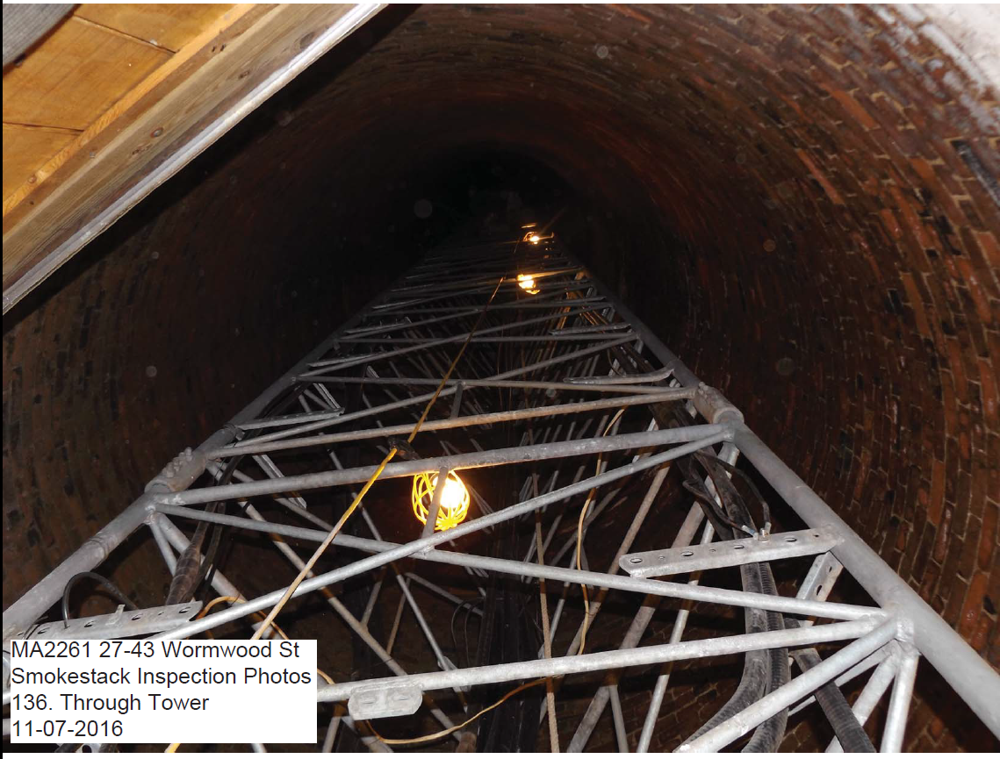 MA2261 27-43 Wormwood St
Smokestack Inspection Photos
136. Through Tower
11-07-2016